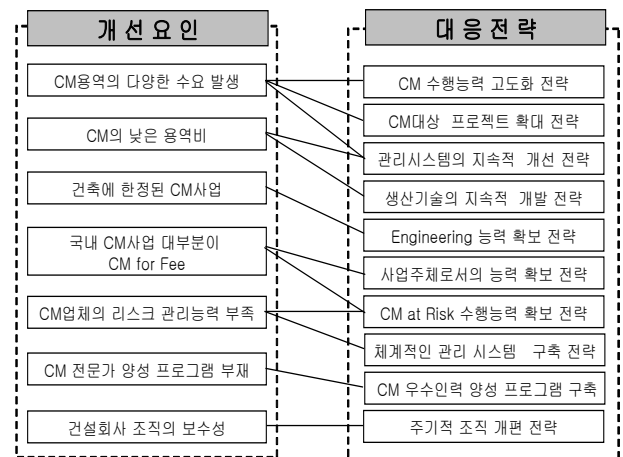 개 선 요 인
CM용역의 다양한 수요 발생
CM의 낮은 용역비
건축에 한정된 CM사업
국내 CM사업 대부분이
CM for Fee
CM업체의 리스크 관리능력 부족
CM 전문가 양성 프로그램 부재
건설회사 조직의 보수성
대 응 전 략
CM 수행능력 고도화 전략
CM대상 프로젝트 확대 전략
관리시스템의 지속적 개선 전략
생산기술의 지속적 개발 전략
Engineering 능력 확보 전략
사업주체로서의 능력 확보 전략
CM at Risk 수행능력 확보 전략
체계적인 관리 시스템 구축 전략
CM 우수인력 양성 프로그램 구축
주기적 조직 개편 전략